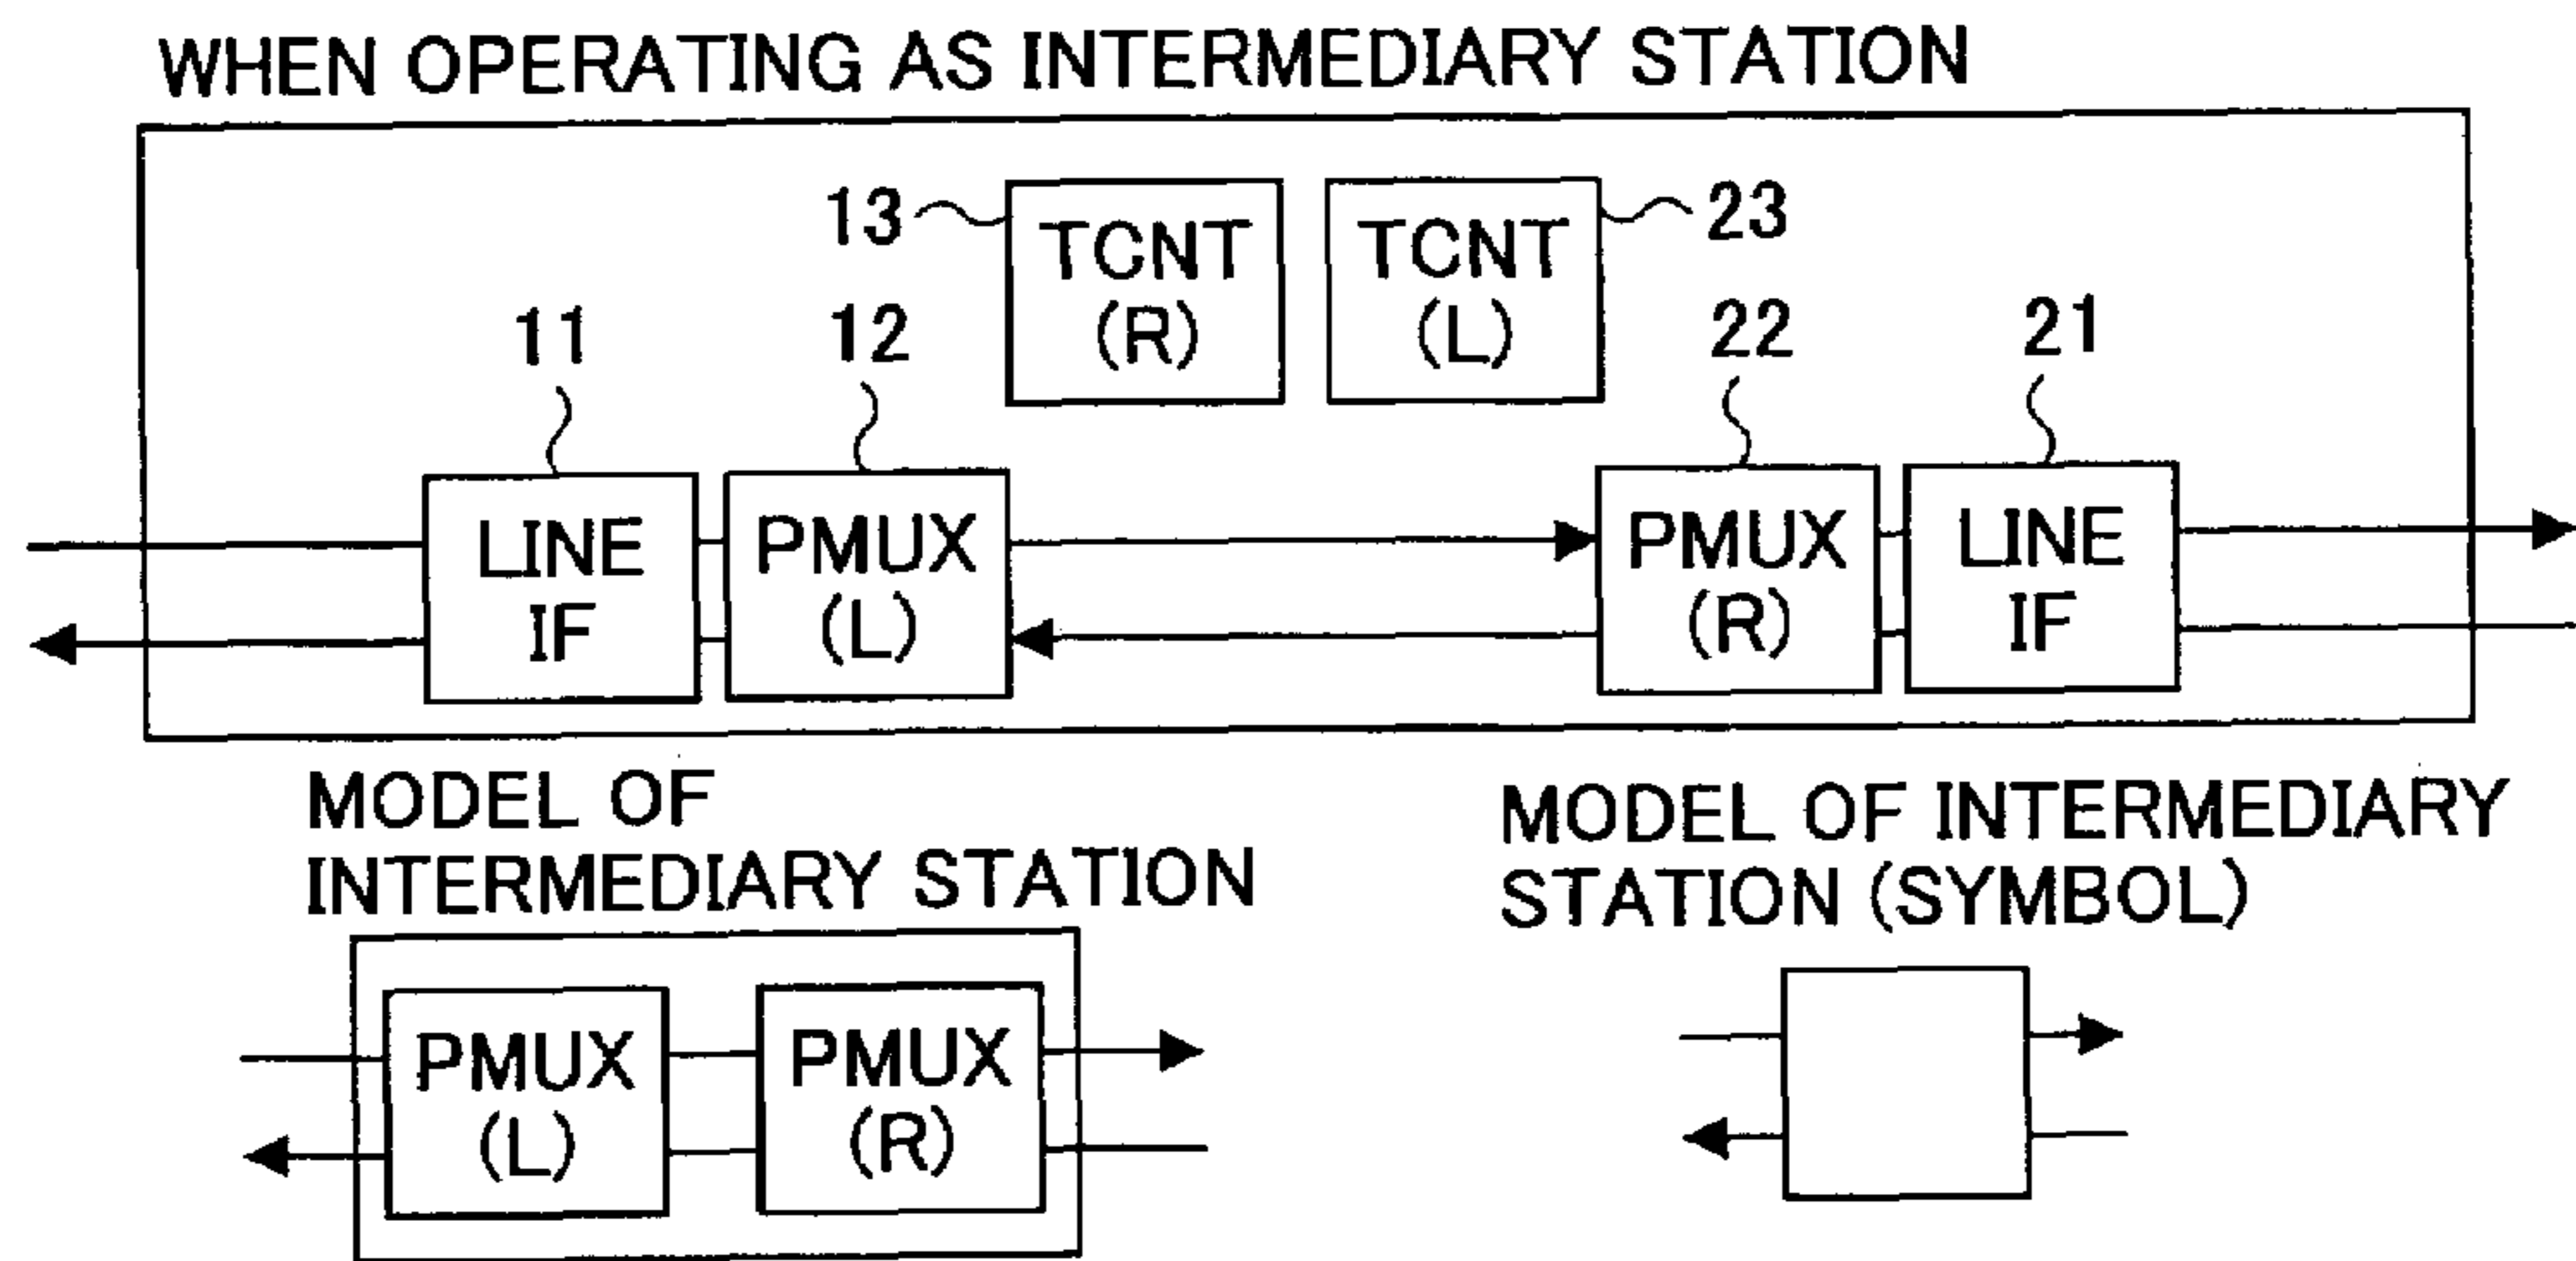 WHEN OPERATING AS INTERMEDIARY STATION
13
TCNT
(R)
TCNT
(L)
23
11
12
22
21
LINE
IF
PMUX
(L)
PMUX
(R)
LINE
IF
MODEL OF
INTERMEDIARY STATION
MODEL OF INTERMEDIARY
STATION (SYMBOL)
PMUX
(L)
PMUX
(R)